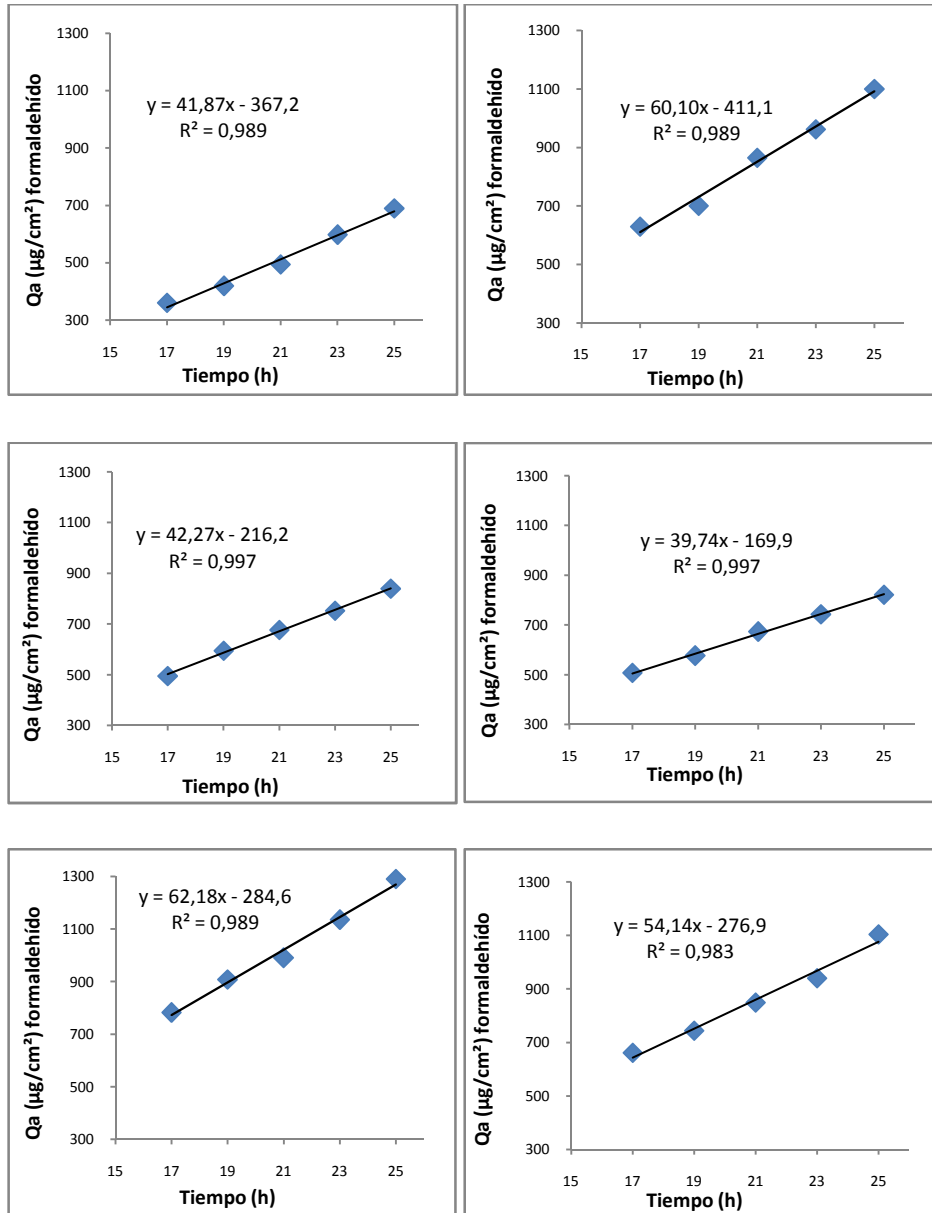 1300
1100
900
700
500
300
15 17 19 21 23 25
Qa (µg/cm²) formaldehído
Tiempo (h)
y = 41,87x - 367,2
R² = 0,989
1300
1100
900
700
500
300
15 17 19 21 23 25
Qa (µg/cm²) formaldehído
Tiempo (h)
y = 60,10x - 411,1
R² = 0,989
1300
1100
900
700
500
300
15 17 19 21 23 25
Qa (µg/cm²) formaldehído
Tiempo (h)
y = 42,27x - 216,2
R² = 0,997
1300
1100
900
700
500
300
15 17 19 21 23 25
Qa (µg/cm²) formaldehído
Tiempo (h)
y = 39,74x - 169,9
R² = 0,997
1300
1100
900
700
500
300
15 17 19 21 23 25
Qa (µg/cm²) formaldehído
Tiempo (h)
y = 62,18x - 284,6
R² = 0,989
1300
1100
900
700
500
300
15 17 19 21 23 25
Qa (µg/cm²) formaldehído
Tiempo (h)
y = 54,14x - 276,9
R² = 0,983